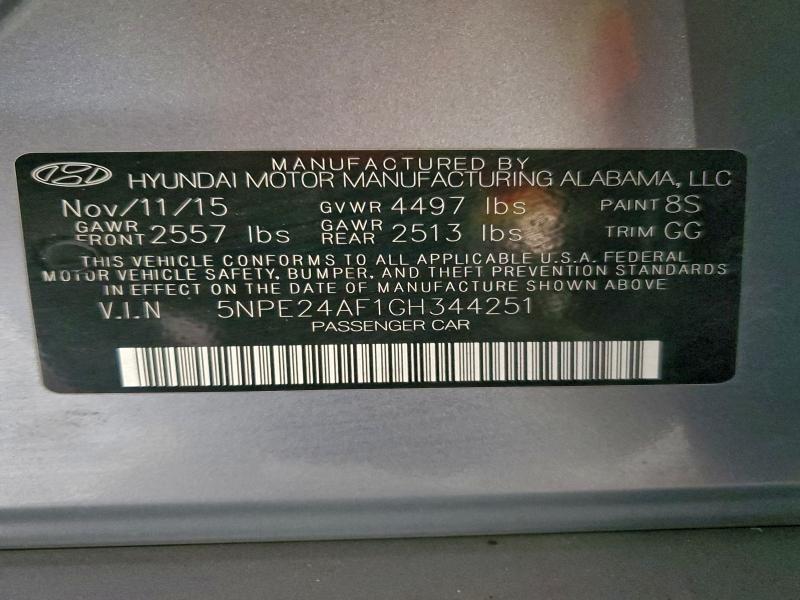 MANUFACTURED BY
HYUNDAI MOTOR MANUFACTURING ALABAMA, LLC
Nov/11/15 GVWR 4497 lbs PAINT 8S
GAWR FRONT 2557 lbs GAWR REAR 2513 lbs TRIM GG
THIS VEHICLE CONFORMS TO ALL APPLICABLE U.S.A. FEDERAL
MOTOR VEHICLE SAFETY, BUMPER, AND THEFT PREVENTION STANDARDS
IN EFFECT ON THE DATE OF MANUFACTURE SHOWN ABOVE
V.I.N 5NPE24AF1GH344251
PASSENGER CAR